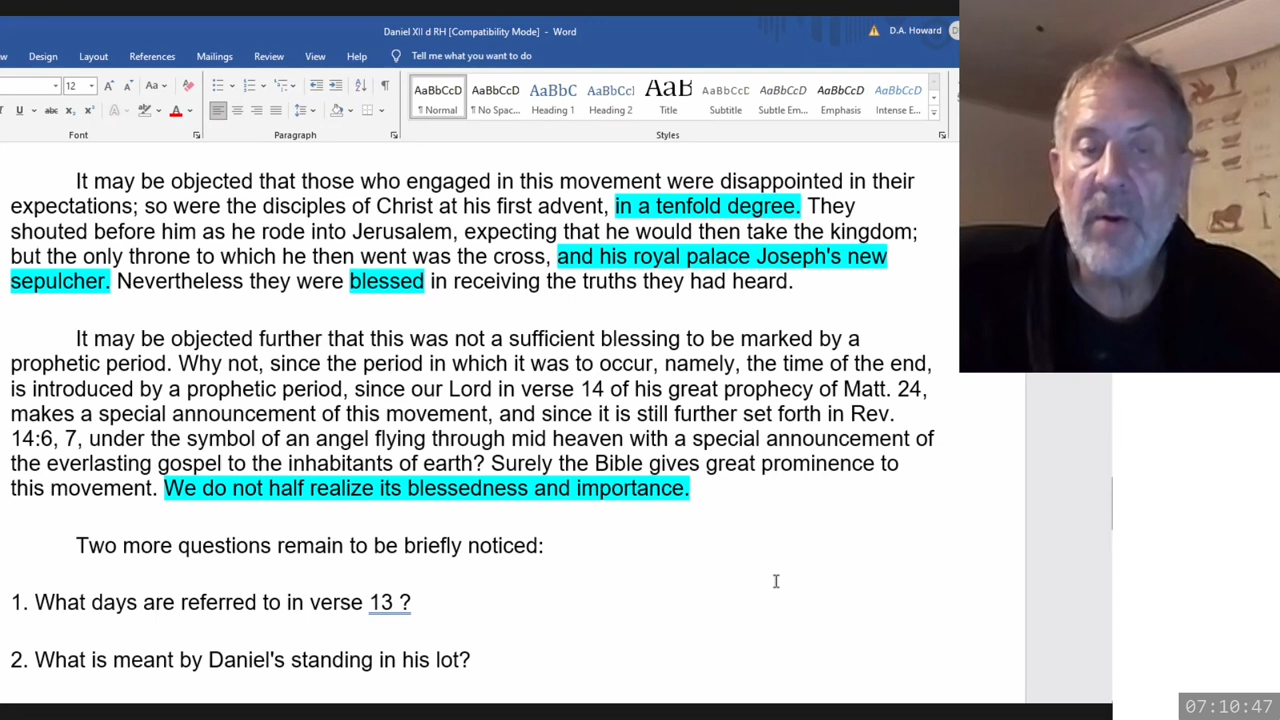 Daniel XII d RH [Compatibility Mode] - Word
D.A. Howard
Design Layout References Mailings Review View Help Tell me what you want to do
12 Aa
AaBbCcD AaBbCcD AaBbC AaBbCcI AaB AaBbCcD AaBbCcD AaBbCcD AaBbCcD
¶ Normal ¶ No Spac... Heading 1 Heading 2 Title Subtitle Subtle Em... Emphasis Intense E...
Font Paragraph Styles
It may be objected that those who engaged in this movement were disappointed in their
expectations; so were the disciples of Christ at his first advent, in a tenfold degree. They
shouted before him as he rode into Jerusalem, expecting that he would then take the kingdom;
but the only throne to which he then went was the cross, and his royal palace Joseph's new
sepulcher. Nevertheless they were blessed in receiving the truths they had heard.
It may be objected further that this was not a sufficient blessing to be marked by a
prophetic period. Why not, since the period in which it was to occur, namely, the time of the end,
is introduced by a prophetic period, since our Lord in verse 14 of his great prophecy of Matt. 24,
makes a special announcement of this movement, and since it is still further set forth in Rev.
14:6, 7, under the symbol of an angel flying through mid heaven with a special announcement of
the everlasting gospel to the inhabitants of earth? Surely the Bible gives great prominence to
this movement. We do not half realize its blessedness and importance.
Two more questions remain to be briefly noticed:
1. What days are referred to in verse 13 ?
2. What is meant by Daniel's standing in his lot?
07:10:47